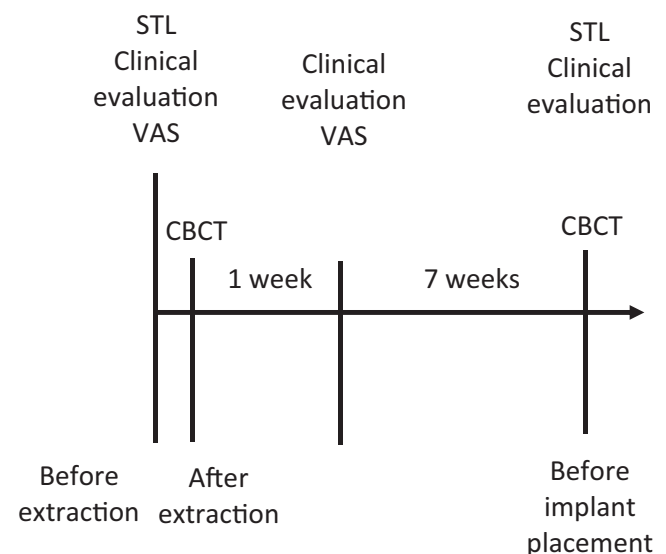 STL
Clinical
evaluation
VAS
Clinical
evaluation
VAS
STL
Clinical
evaluation
CBCT
CBCT
1 week
7 weeks
Before
extraction
After
extraction
Before
implant
placement